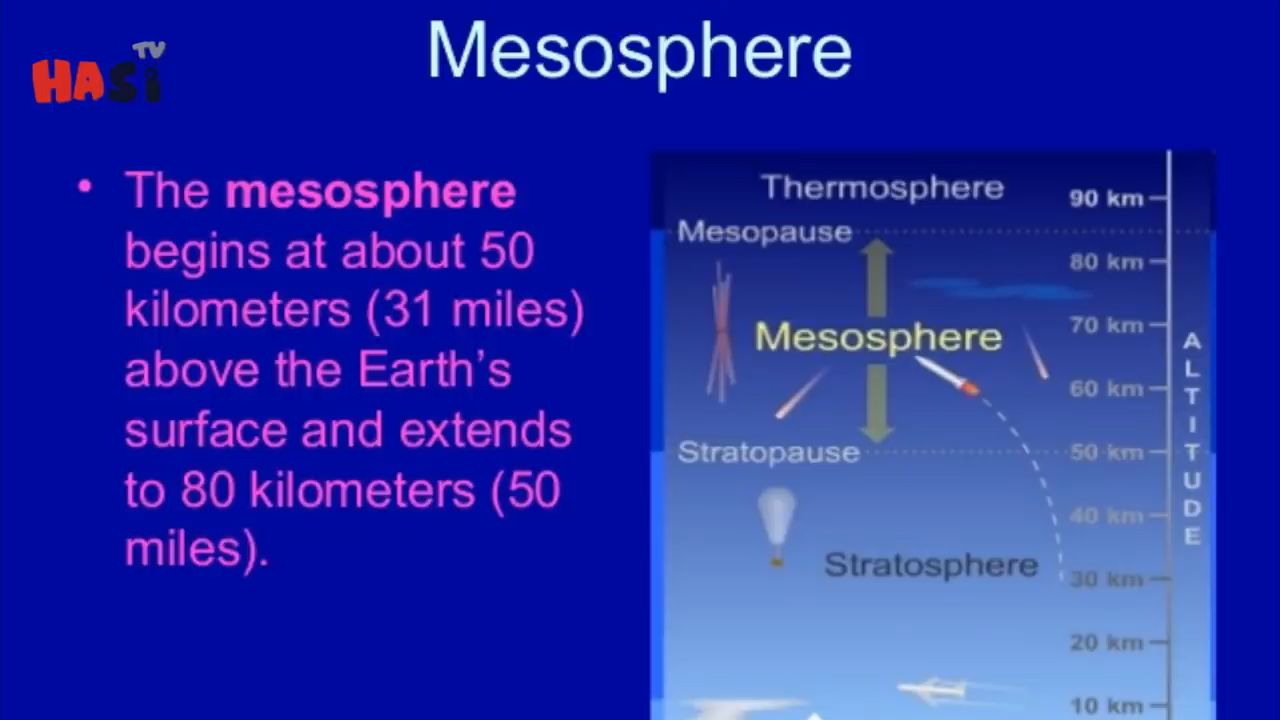 Mesosphere
TV
HASi
• The mesosphere
begins at about 50
kilometers (31 miles)
above the Earth’s
surface and extends
to 80 kilometers (50
miles).
Thermosphere
90 km
Mesopause
80 km
70 km
Mesosphere
60 km
Stratopause
50 km
40 km
Stratosphere
30 km
20 km
10 km
ALTITUDE